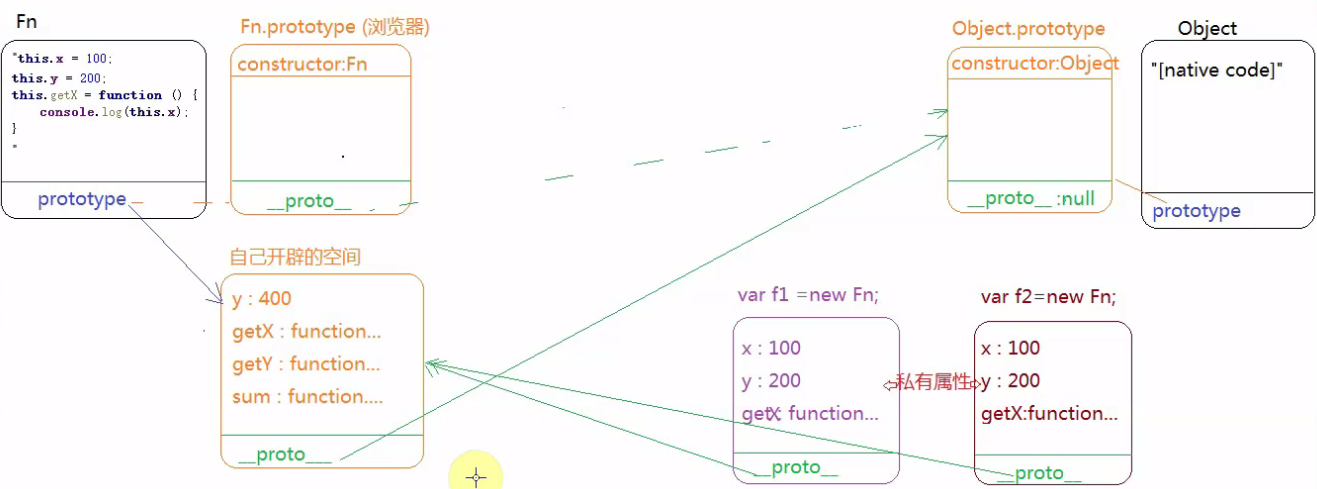 Fn
"this.x = 100;
this.y = 200;
this.getX = function () {
console.log(this.x);
}
"
prototype
Fn.prototype (浏览器)
constructor:Fn
__proto__
Object.prototype
constructor:Object
__proto__ :null
Object
"[native code]"
prototype
自己开辟的空间
y : 400
getX : function...
getY : function...
sum : function....
__proto___
var f1 =new Fn;
x : 100
y : 200
getX: function...
__proto__
私有属性
var f2=new Fn;
x : 100
y : 200
getX:function...
__proto__